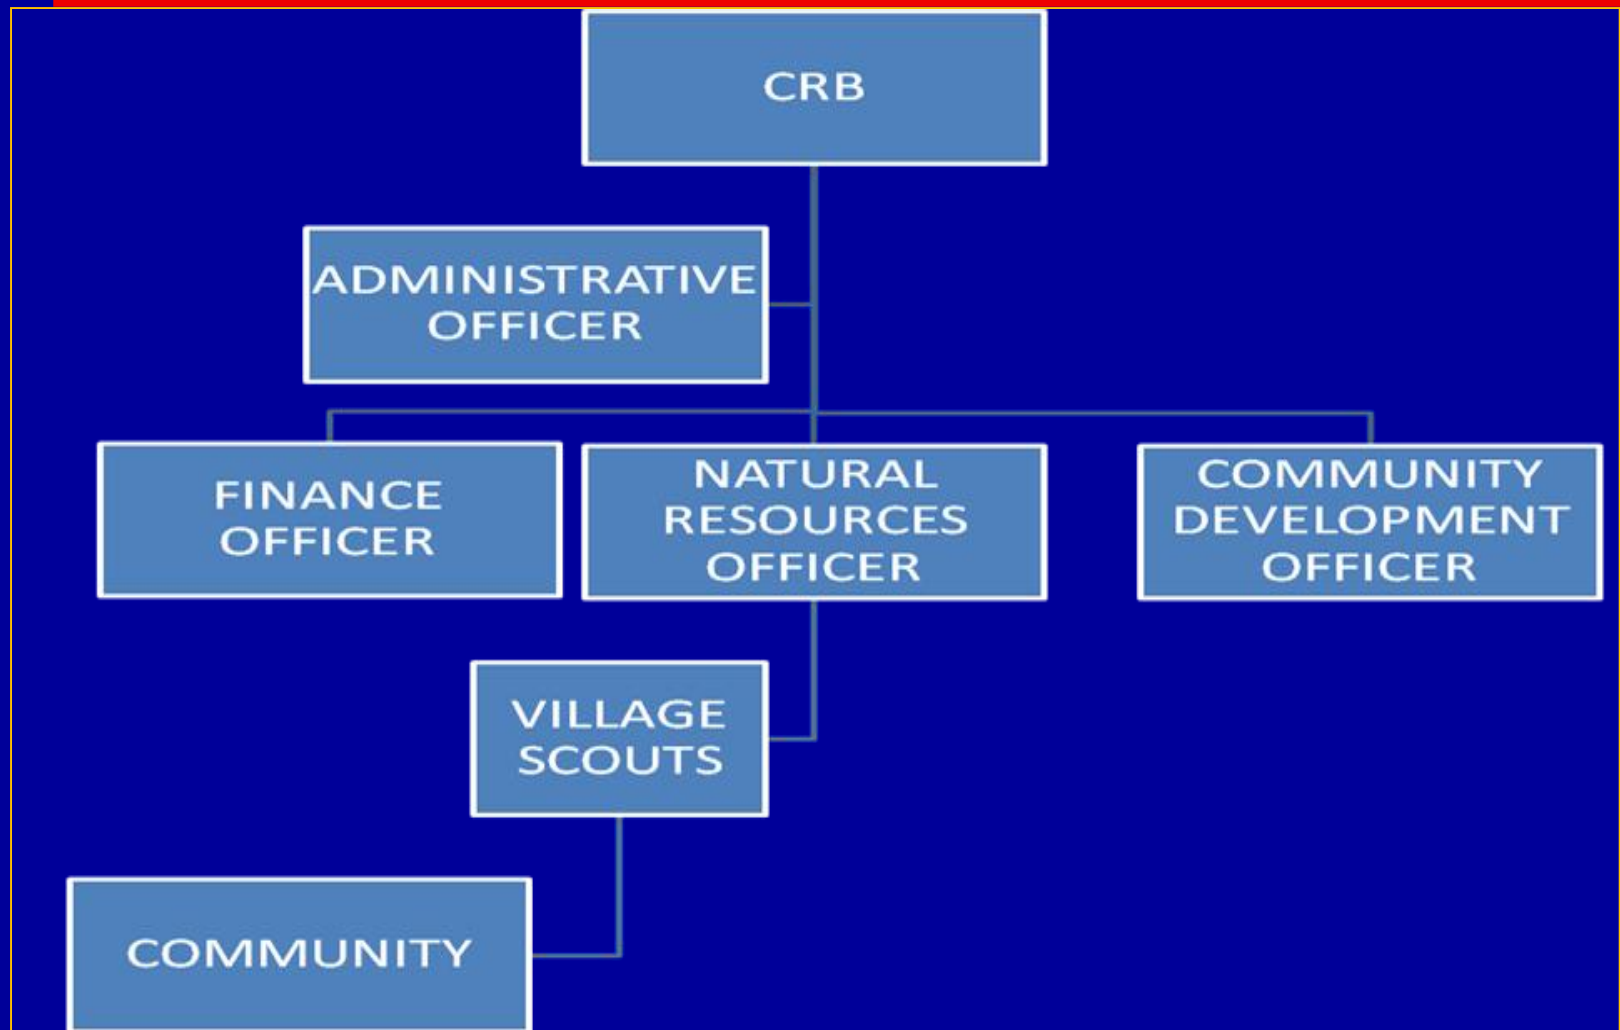 CRB
ADMINISTRATIVE
OFFICER
FINANCE
OFFICER
NATURAL
RESOURCES
OFFICER
COMMUNITY
DEVELOPMENT
OFFICER
VILLAGE
SCOUTS
COMMUNITY